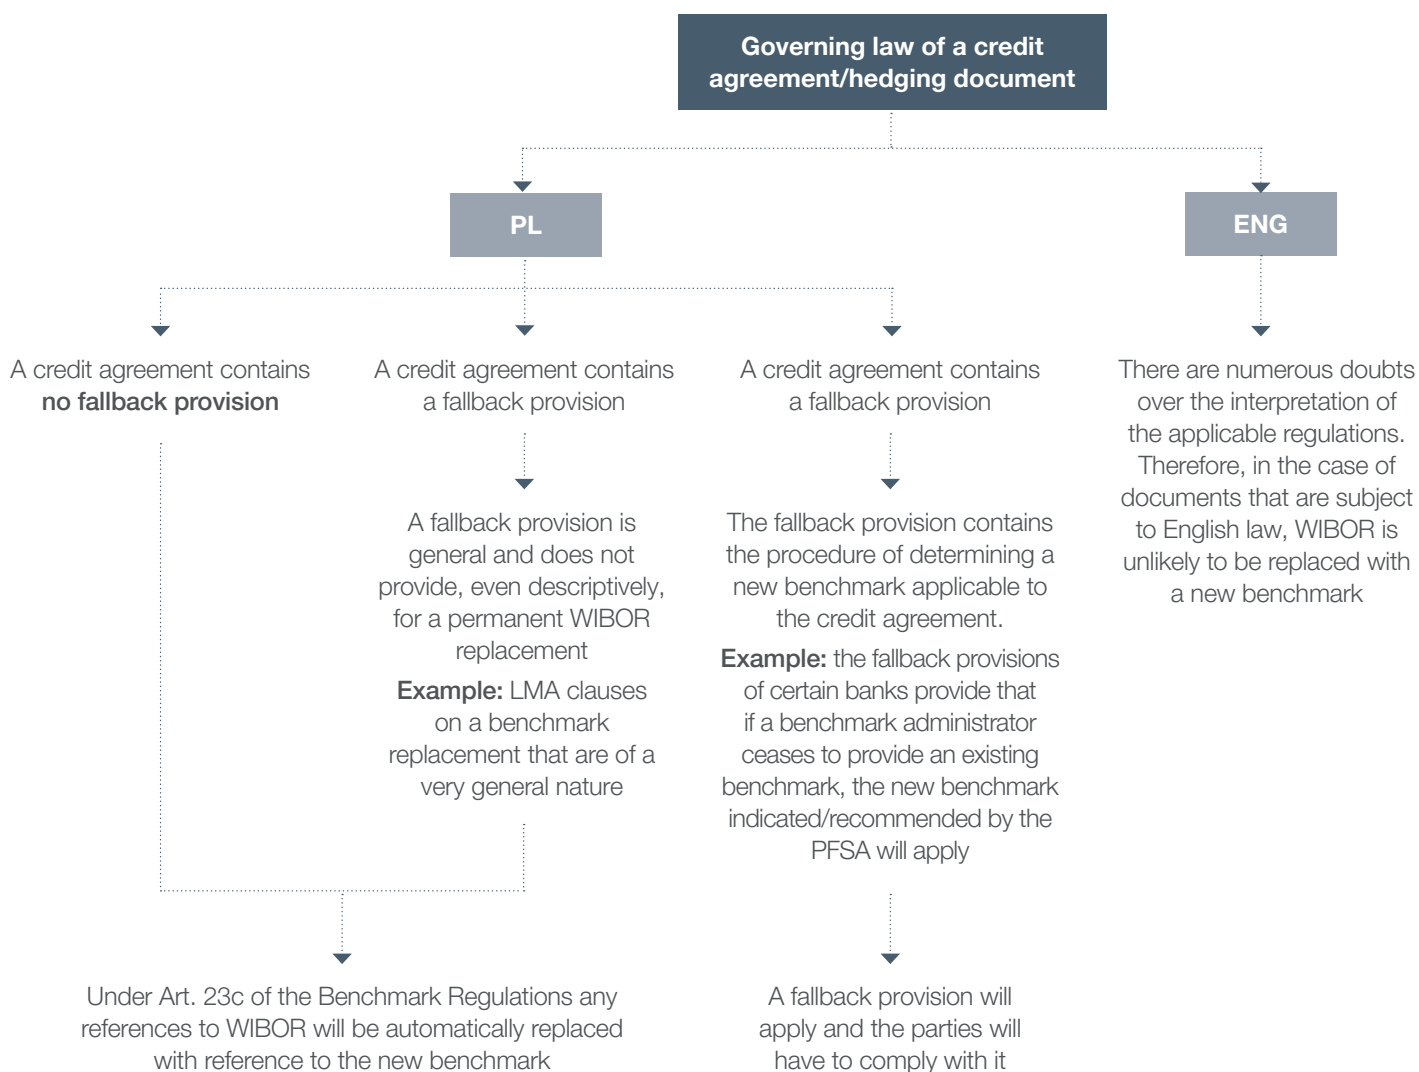 Governing law of a credit
agreement/hedging document
PL
ENG
A credit agreement contains
no fallback provision
A credit agreement contains
a fallback provision
A credit agreement contains
a fallback provision
There are numerous doubts
over the interpretation of
the applicable regulations.
Therefore, in the case of
documents that are subject
to English law, WIBOR is
unlikely to be replaced with
a new benchmark
A fallback provision is
general and does not
provide, even descriptively,
for a permanent WIBOR
replacement
Example: LMA clauses
on a benchmark
replacement that are of a
very general nature
The fallback provision contains
the procedure of determining a
new benchmark applicable to
the credit agreement.
Example: the fallback provisions
of certain banks provide that
if a benchmark administrator
ceases to provide an existing
benchmark, the new benchmark
indicated/recommended by the
PFSA will apply
Under Art. 23c of the Benchmark Regulations any
references to WIBOR will be automatically replaced
with reference to the new benchmark
A fallback provision will
apply and the parties will
have to comply with it